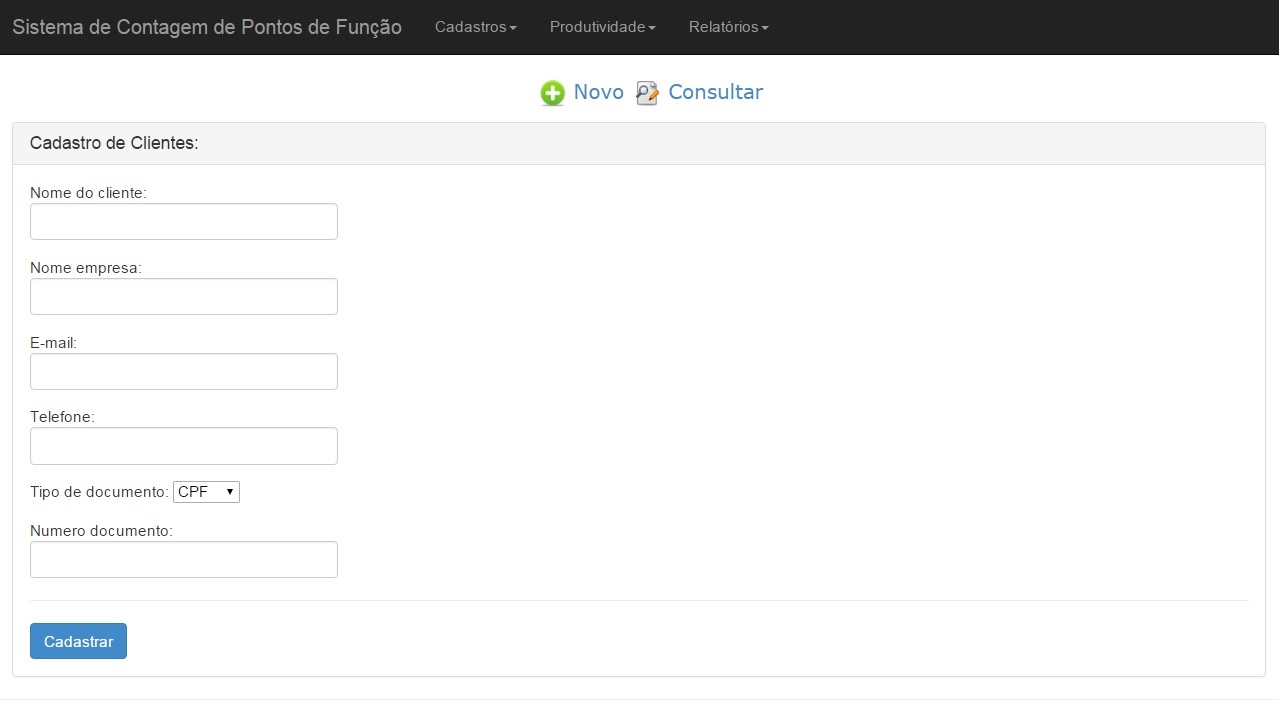 Sistema de Contagem de Pontos de Função Cadastros Produtividade Relatórios
Novo Consultar
Cadastro de Clientes:
Nome do cliente:
Nome empresa:
E-mail:
Telefone:
Tipo de documento: CPF
Numero documento:
Cadastrar